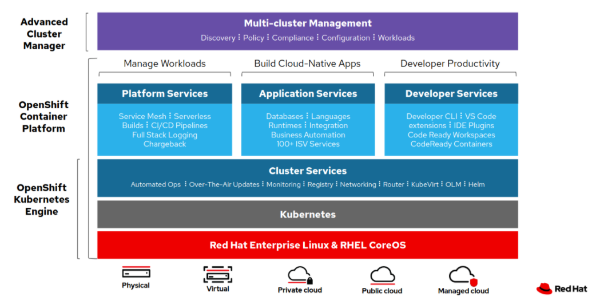 Advanced
Cluster
Manager
Multi-cluster Management
Discovery ⋮ Policy ⋮ Compliance ⋮ Configuration ⋮ Workloads
OpenShift
Container
Platform
Manage Workloads
Build Cloud-Native Apps
Developer Productivity
Platform Services
Service Mesh ⋮ Serverless
Builds ⋮ CI/CD Pipelines
Full Stack Logging
Chargeback
Application Services
Databases ⋮ Languages
Runtimes ⋮ Integration
Business Automation
100+ ISV Services
Developer Services
Developer CLI ⋮ VS Code
extensions ⋮ IDE Plugins
Code Ready Workspaces
CodeReady Containers
OpenShift
Kubernetes
Engine
Cluster Services
Automated Ops ⋮ Over-The-Air Updates ⋮ Monitoring ⋮ Registry ⋮ Networking ⋮ Router ⋮ KubeVirt ⋮ OLM ⋮ Helm
Kubernetes
Red Hat Enterprise Linux & RHEL CoreOS
Physical
Virtual
Private cloud
Public cloud
Managed cloud
Red Hat